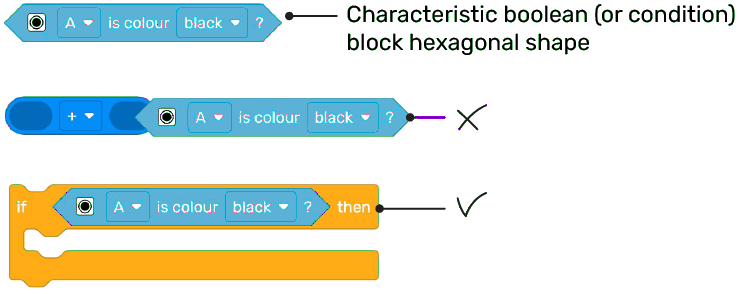 A is colour black ?
Characteristic boolean (or condition)
block hexagonal shape
+ A is colour black ?
if A is colour black ? then